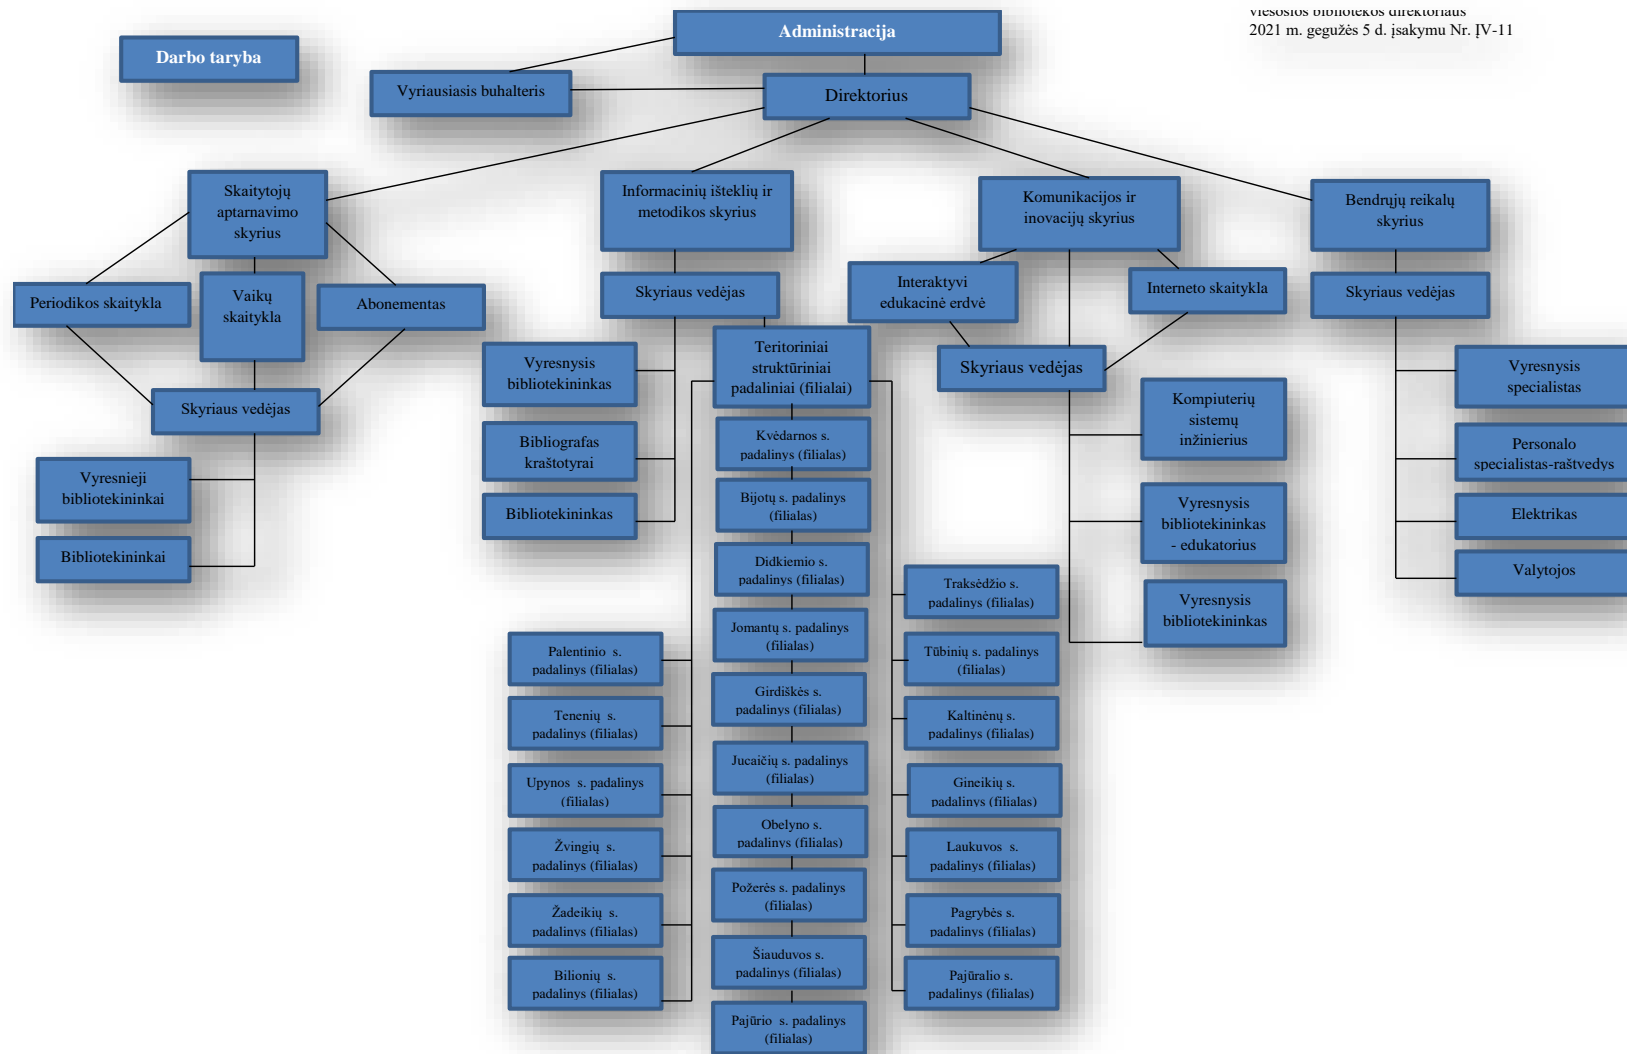 viešosios bibliotekos direktoriaus
2021 m. gegužės 5 d. įsakymu Nr. ĮV-11
Administracija
Darbo taryba
Vyriausiasis buhalteris
Direktorius
Skaitytojų
aptarnavimo
skyrius
Informacinių išteklių ir
metodikos skyrius
Komunikacijos ir
inovacijų skyrius
Bendrųjų reikalų
skyrius
Periodikos skaitykla
Vaikų
skaitykla
Abonementas
Skyriaus vedėjas
Vyresnieji
bibliotekininkai
Bibliotekininkai
Skyriaus vedėjas
Vyresnysis
bibliotekininkas
Bibliografas
kraštotyrai
Bibliotekininkas
Teritoriniai
struktūriniai
padaliniai (filialai)
Kvėdarnos s.
padalinys (filialas)
Bijotų s. padalinys
(filialas)
Didkiemio s.
padalinys (filialas)
Jomantų s. padalinys
(filialas)
Girdiškės s.
padalinys (filialas)
Jucaičių s. padalinys
(filialas)
Obelyno s.
padalinys (filialas)
Požerės s. padalinys
(filialas)
Šiauduvos s.
padalinys (filialas)
Pajūrio s. padalinys
(filialas)
Palentinio s.
padalinys (filialas)
Tenenių s.
padalinys (filialas)
Upynos s. padalinys
(filialas)
Žvingių s.
padalinys (filialas)
Žadeikių s.
padalinys (filialas)
Bilionių s.
padalinys (filialas)
Traksėdžio s.
padalinys (filialas)
Tūbinių s. padalinys
(filialas)
Kaltinėnų s.
padalinys (filialas)
Gineikių s.
padalinys (filialas)
Laukuvos s.
padalinys (filialas)
Pagrybės s.
padalinys (filialas)
Pajūralio s.
padalinys (filialas)
Interaktyvi
edukacinė erdvė
Interneto skaitykla
Skyriaus vedėjas
Kompiuterių
sistemų
inžinierius
Vyresnysis
bibliotekininkas
- edukatorius
Vyresnysis
bibliotekininkas
Skyriaus vedėjas
Vyresnysis
specialistas
Personalo
specialistas-raštvedys
Elektrikas
Valytojos